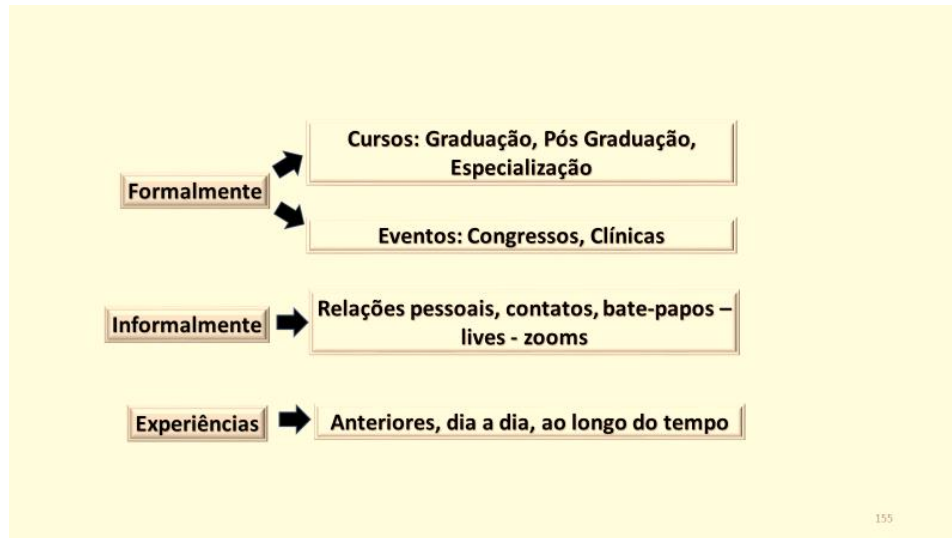 Cursos: Graduação, Pós Graduação,
Especialização
Formalmente
Eventos: Congressos, Clínicas
Informalmente
Relações pessoais, contatos, bate-papos –
lives - zooms
Experiências
Anteriores, dia a dia, ao longo do tempo
155